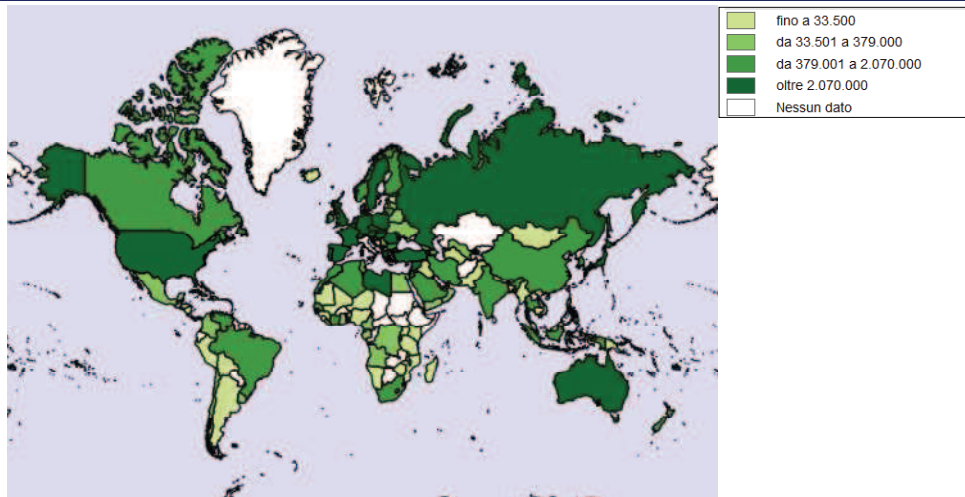 fino a 33.500
da 33.501 a 379.000
da 379.001 a 2.070.000
oltre 2.070.000
Nessun dato